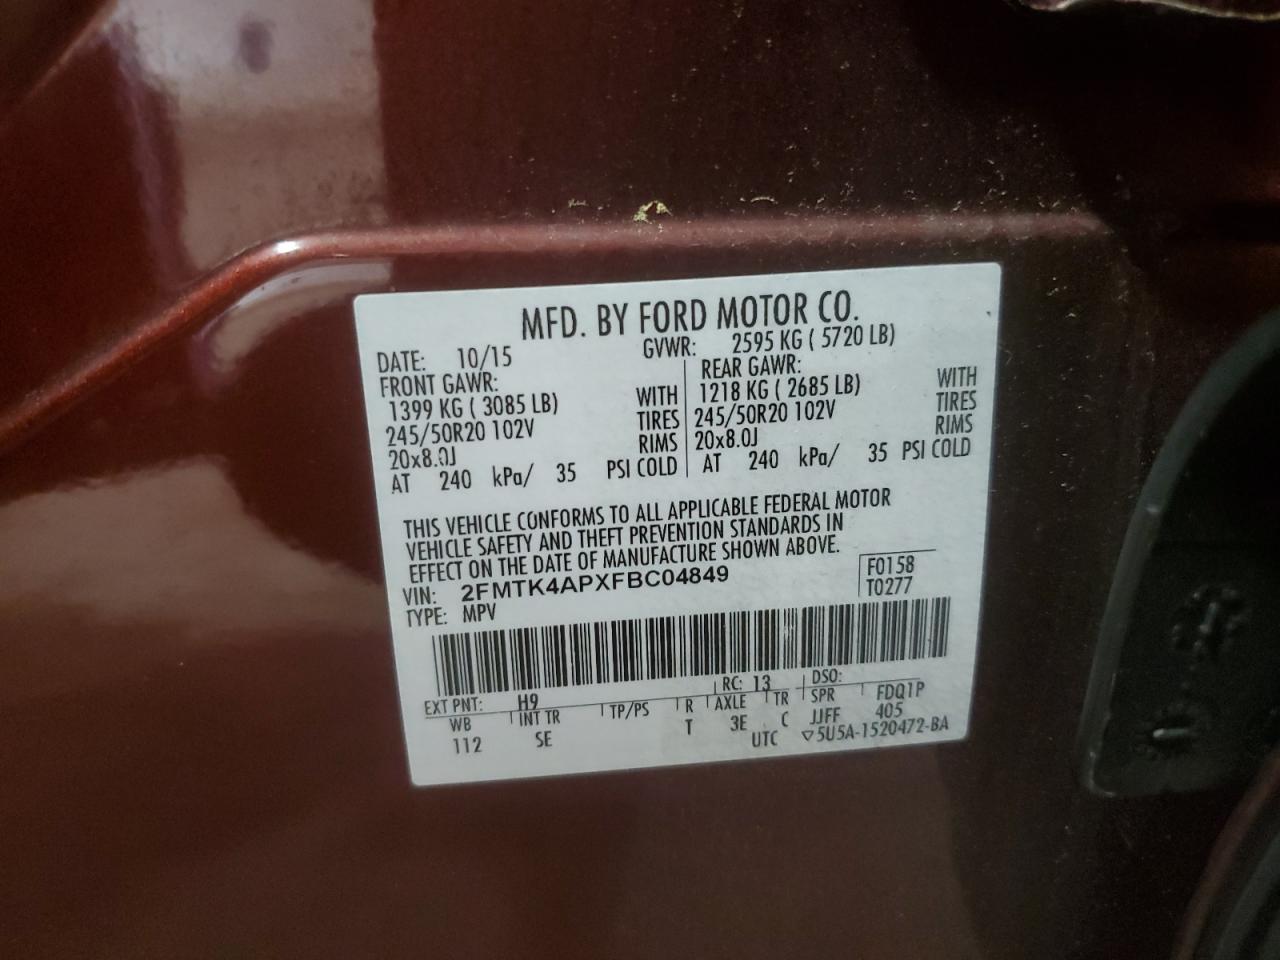 MFD. BY FORD MOTOR CO.
DATE: 10/15 GVWR: 2595 KG ( 5720 LB)
FRONT GAWR: REAR GAWR:
1399 KG ( 3085 LB) WITH 1218 KG ( 2685 LB) WITH
245/50R20 102V TIRES 245/50R20 102V TIRES
20x8.0J RIMS 20x8.0J RIMS
AT 240 kPa/ 35 PSI COLD AT 240 kPa/ 35 PSI COLD
THIS VEHICLE CONFORMS TO ALL APPLICABLE FEDERAL MOTOR
VEHICLE SAFETY AND THEFT PREVENTION STANDARDS IN
EFFECT ON THE DATE OF MANUFACTURE SHOWN ABOVE.
VIN: 2FMTK4APXFBC04849 F0158
TYPE: MPV T0277
EXT PNT: H9 RC: 13 DSO:
WB INT TR TP/PS R AXLE TR SPR FDQ1P
112 SE T 3E C JJFF 405
UTC ▽5U5A-1520472-BA